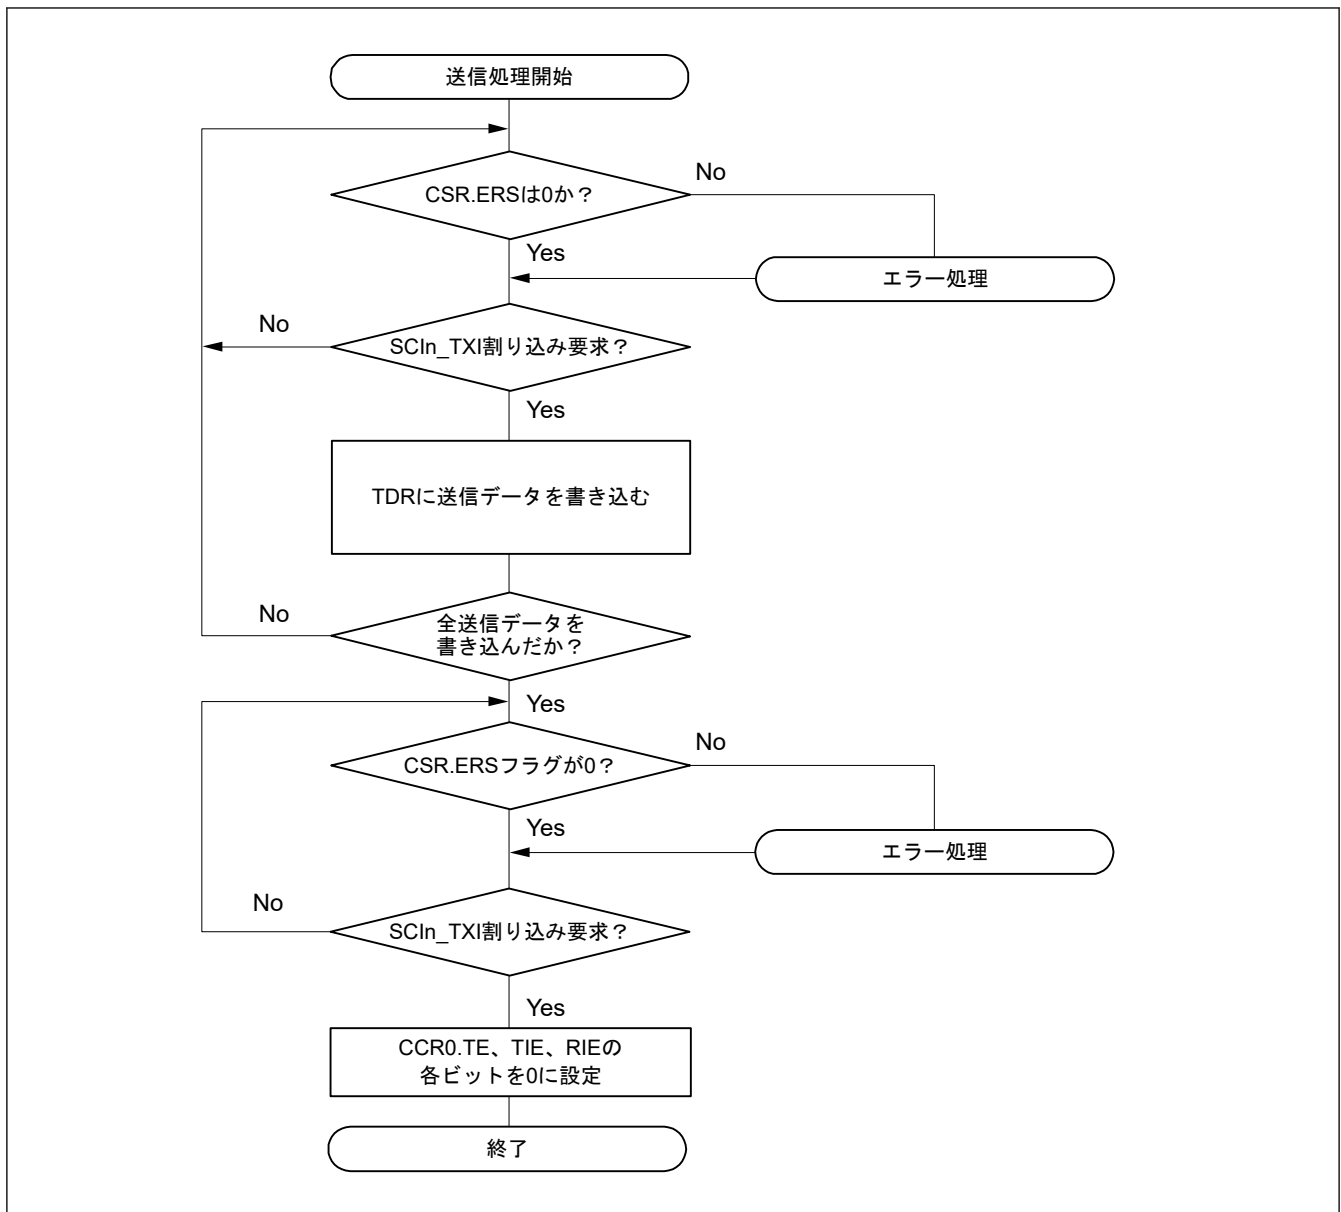 送信処理開始
CSR.ERSは0か？
No
Yes
エラー処理
No
SCIn_TXI割り込み要求？
Yes
TDRに送信データを書き込む
No
全送信データを
書き込んだか？
Yes
No
CSR.ERSフラグが0？
Yes
エラー処理
No
SCIn_TXI割り込み要求？
Yes
CCR0.TE、TIE、RIEの
各ビットを0に設定
終了